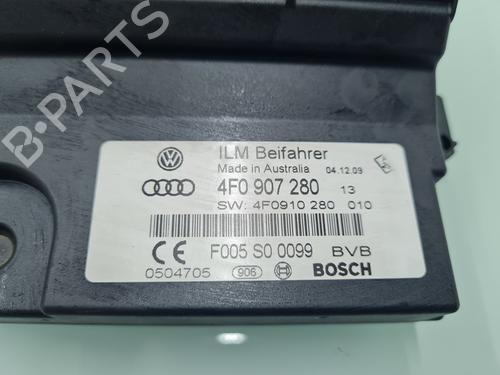 B-PARTS
ILM Beifahrer
Made in Australia 04.12.09
4F0 907 280 13
SW: 4F0910 280 010
F005 S0 0099 BVB
0504705 906 BOSCH